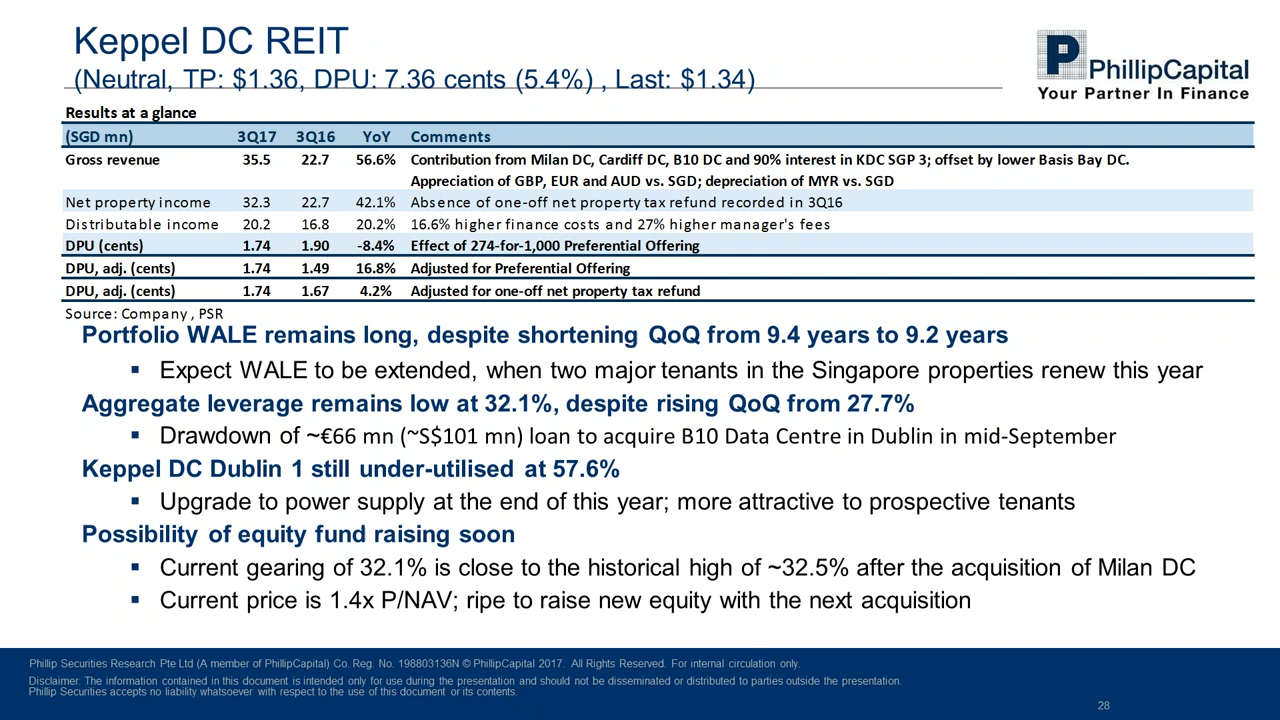 Keppel DC REIT
(Neutral, TP: $1.36, DPU: 7.36 cents (5.4%) , Last: $1.34)
P PhillipCapital
Your Partner In Finance
Results at a glance
(SGD mn) 3Q17 3Q16 YoY Comments
Gross revenue 35.5 22.7 56.6% Contribution from Milan DC, Cardiff DC, B10 DC and 90% interest in KDC SGP 3; offset by lower Basis Bay DC.
Appreciation of GBP, EUR and AUD vs. SGD; depreciation of MYR vs. SGD
Net property income 32.3 22.7 42.1% Absence of one-off net property tax refund recorded in 3Q16
Distributable income 20.2 16.8 20.2% 16.6% higher finance costs and 27% higher manager's fees
DPU (cents) 1.74 1.90 -8.4% Effect of 274-for-1,000 Preferential Offering
DPU, adj. (cents) 1.74 1.49 16.8% Adjusted for Preferential Offering
DPU, adj. (cents) 1.74 1.67 4.2% Adjusted for one-off net property tax refund
Source: Company , PSR
Portfolio WALE remains long, despite shortening QoQ from 9.4 years to 9.2 years
▪ Expect WALE to be extended, when two major tenants in the Singapore properties renew this year
Aggregate leverage remains low at 32.1%, despite rising QoQ from 27.7%
▪ Drawdown of ~€66 mn (~S$101 mn) loan to acquire B10 Data Centre in Dublin in mid-September
Keppel DC Dublin 1 still under-utilised at 57.6%
▪ Upgrade to power supply at the end of this year; more attractive to prospective tenants
Possibility of equity fund raising soon
▪ Current gearing of 32.1% is close to the historical high of ~32.5% after the acquisition of Milan DC
▪ Current price is 1.4x P/NAV; ripe to raise new equity with the next acquisition
Phillip Securities Research Pte Ltd (A member of PhillipCapital) Co. Reg. No. 198803136N © PhillipCapital 2017. All Rights Reserved. For internal circulation only.
Disclaimer: The information contained in this document is intended only for use during the presentation and should not be disseminated or distributed to parties outside the presentation.
Phillip Securities accepts no liability whatsoever with respect to the use of this document or its contents.
28